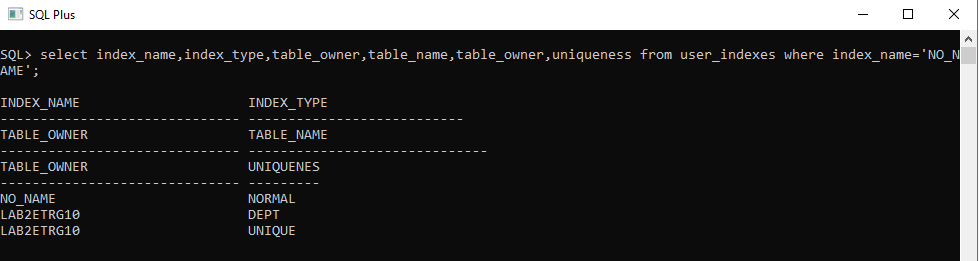 SQL Plus
SQL> select index_name,index_type,table_owner,table_name,table_owner,uniqueness from user_indexes where index_name='NO_N
AME';
INDEX_NAME                     INDEX_TYPE
------------------------------ ---------------------------
TABLE_OWNER                    TABLE_NAME
------------------------------ ------------------------------
TABLE_OWNER                    UNIQUENES
------------------------------ ---------
NO_NAME                        NORMAL
LAB2ETRG10                     DEPT
LAB2ETRG10                     UNIQUE